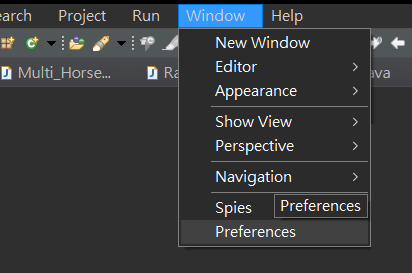 earch Project Run Window Help
New Window
Editor
Appearance
Multi_Horse... Ra ava
Show View
Perspective
Navigation
Spies Preferences
Preferences